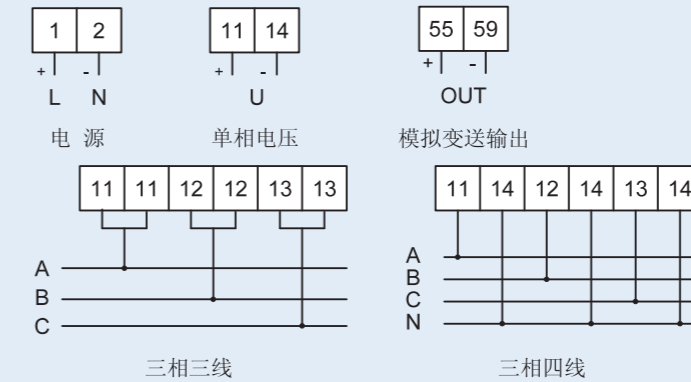 1 2
+ -
L N
电 源
11 14
+ -
U
单相电压
55 59
+ -
OUT
模拟变送输出
11 11 12 12 13 13
A
B
C
三相三线
11 14 12 14 13 14
A
B
C
N
三相四线